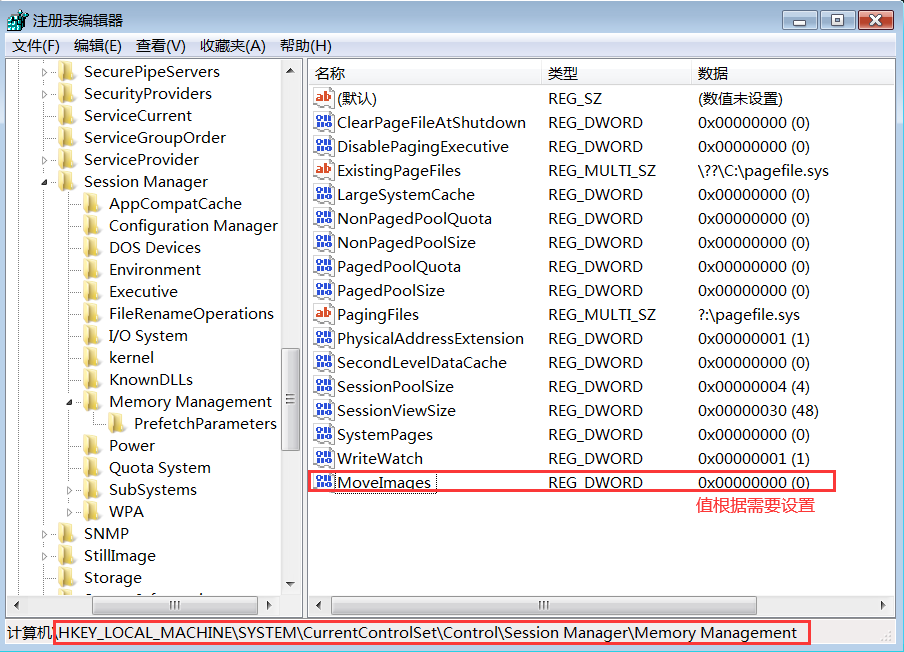 注册表编辑器
文件(F) 编辑(E) 查看(V) 收藏夹(A) 帮助(H)
SecurePipeServers
SecurityProviders
ServiceCurrent
ServiceGroupOrder
ServiceProvider
Session Manager
AppCompatCache
Configuration Manager
DOS Devices
Environment
Executive
FileRenameOperations
I/O System
kernel
KnownDLLs
Memory Management
PrefetchParameters
Power
Quota System
SubSystems
WPA
SNMP
StillImage
Storage
名称 类型 数据
(默认) REG_SZ (数值未设置)
ClearPageFileAtShutdown REG_DWORD 0x00000000 (0)
DisablePagingExecutive REG_DWORD 0x00000000 (0)
ExistingPageFiles REG_MULTI_SZ \??\C:\pagefile.sys
LargeSystemCache REG_DWORD 0x00000000 (0)
NonPagedPoolQuota REG_DWORD 0x00000000 (0)
NonPagedPoolSize REG_DWORD 0x00000000 (0)
PagedPoolQuota REG_DWORD 0x00000000 (0)
PagedPoolSize REG_DWORD 0x00000000 (0)
PagingFiles REG_MULTI_SZ ?:\pagefile.sys
PhysicalAddressExtension REG_DWORD 0x00000001 (1)
SecondLevelDataCache REG_DWORD 0x00000000 (0)
SessionPoolSize REG_DWORD 0x00000004 (4)
SessionViewSize REG_DWORD 0x00000030 (48)
SystemPages REG_DWORD 0x00000000 (0)
WriteWatch REG_DWORD 0x00000001 (1)
MoveImages REG_DWORD 0x00000000 (0)
值根据需要设置
计算机\HKEY_LOCAL_MACHINE\SYSTEM\CurrentControlSet\Control\Session Manager\Memory Management